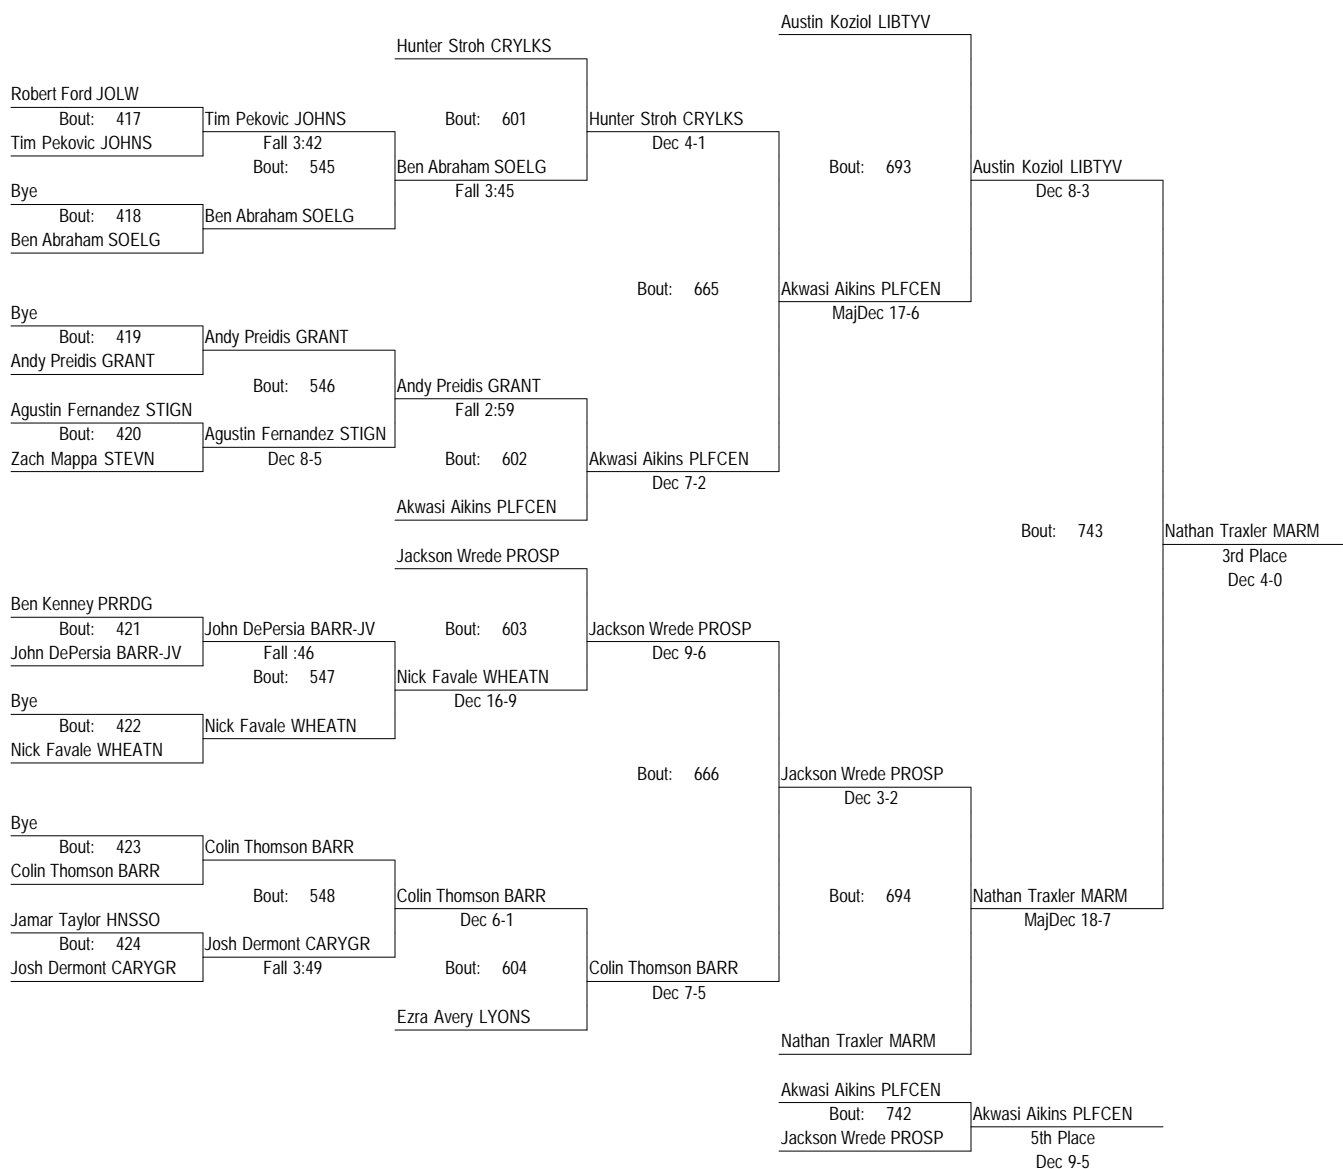 Austin Koziol LIBTYV
Hunter Stroh CRYLKS
Robert Ford JOLW
Bout: 417
Tim Pekovic JOHNS
Tim Pekovic JOHNS
Fall 3:42
Bout: 545
Bout: 601
Hunter Stroh CRYLKS
Dec 4-1
Ben Abraham SOELG
Fall 3:45
Bout: 693
Austin Koziol LIBTYV
Dec 8-3
Bye
Bout: 418
Ben Abraham SOELG
Ben Abraham SOELG
Bout: 665
Akwasi Aikins PLFCEN
MajDec 17-6
Bye
Bout: 419
Andy Preidis GRANT
Andy Preidis GRANT
Bout: 546
Andy Preidis GRANT
Fall 2:59
Agustin Fernandez STIGN
Bout: 420
Zach Mappa STEVN
Agustin Fernandez STIGN
Dec 8-5
Bout: 602
Akwasi Aikins PLFCEN
Dec 7-2
Akwasi Aikins PLFCEN
Bout: 743
Nathan Traxler MARM
3rd Place
Dec 4-0
Jackson Wrede PROSP
Ben Kenney PRRDG
Bout: 421
John DePersia BARR-JV
John DePersia BARR-JV
Fall :46
Bout: 547
Bout: 603
Jackson Wrede PROSP
Dec 9-6
Nick Favale WHEATN
Dec 16-9
Bye
Bout: 422
Nick Favale WHEATN
Nick Favale WHEATN
Bout: 666
Jackson Wrede PROSP
Dec 3-2
Bye
Bout: 423
Colin Thomson BARR
Colin Thomson BARR
Bout: 548
Colin Thomson BARR
Dec 6-1
Bout: 694
Nathan Traxler MARM
MajDec 18-7
Jamar Taylor HNSSO
Bout: 424
Josh Dermont CARYGR
Josh Dermont CARYGR
Fall 3:49
Bout: 604
Colin Thomson BARR
Dec 7-5
Ezra Avery LYONS
Nathan Traxler MARM
Akwasi Aikins PLFCEN
Bout: 742
Jackson Wrede PROSP
Akwasi Aikins PLFCEN
5th Place
Dec 9-5